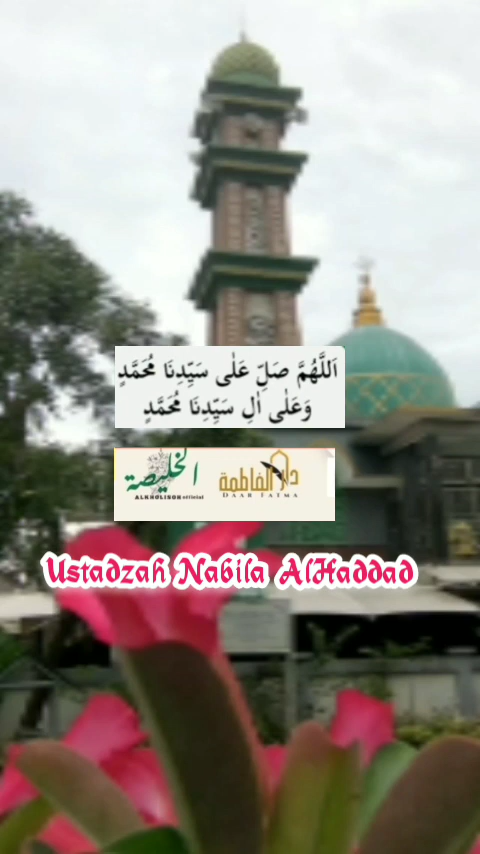 اَللّٰهُمَّ صَلِّ عَلٰى سَيِّدِنَا مُحَمَّدٍ
وَعَلٰى اٰلِ سَيِّدِنَا مُحَمَّدٍ
الخليصة
ALKHOLISOH official
دار الفاطمة
DAAR FATMA
Ustadzah Nabila AlHaddad